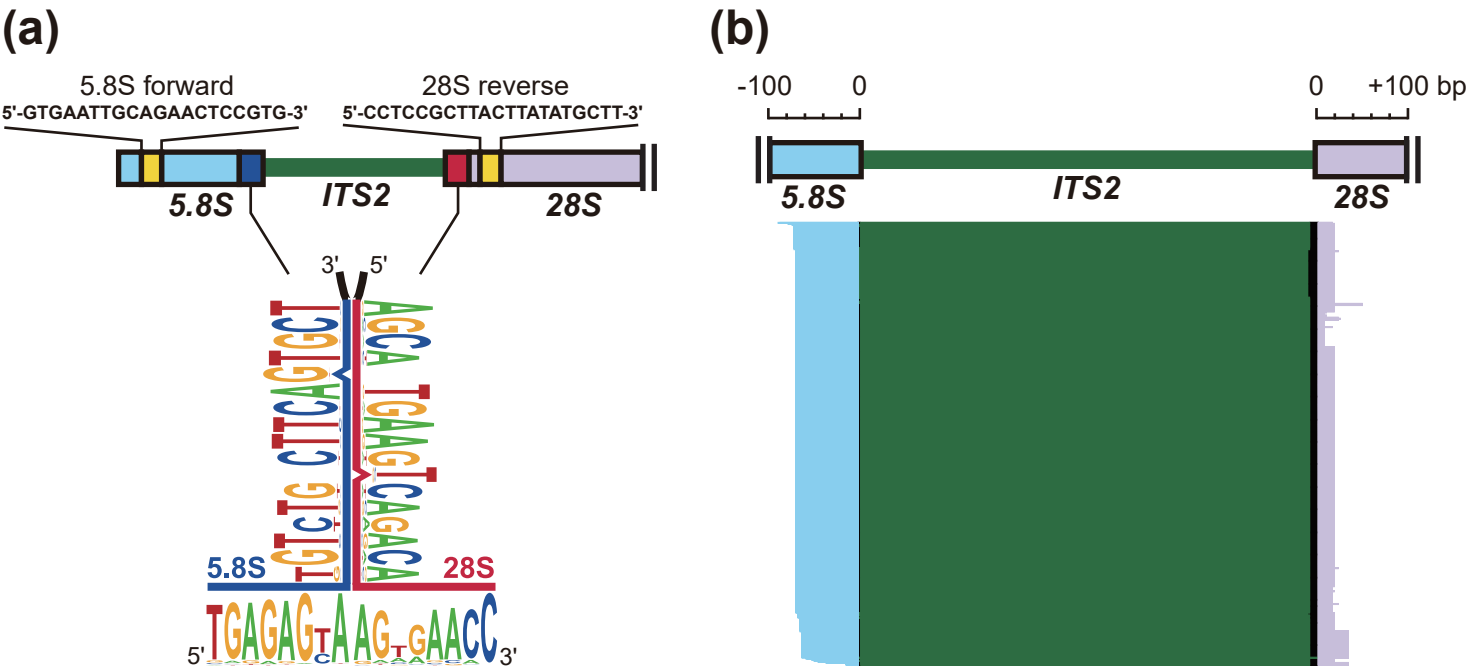 (a)
5.8S forward
5'-GTGAATTGCAGAACTCCGTG-3'
28S reverse
5'-CCTCCGCTTACTTATATGCTT-3'
5.8S
ITS2
28S
3' 5'
T A
C G
G C
T A
G
A T
C G
T A
T A
C G
T
G C
T A
C G
T A
G C
T A
5.8S
28S
5' TGAGAGTAAGTGAACC 3'
(b)
-100 0
0 +100 bp
5.8S
ITS2
28S